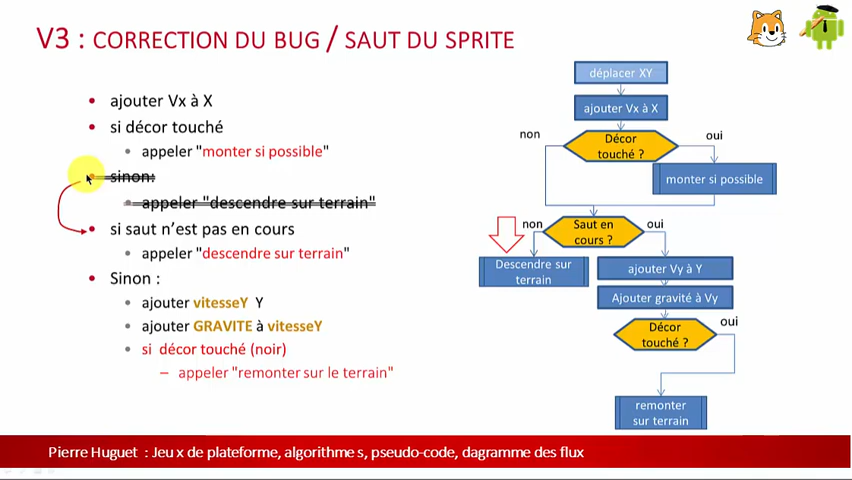 V3 : CORRECTION DU BUG / SAUT DU SPRITE
ajouter Vx à X
si décor touché
appeler "monter si possible"
sinon:
appeler "descendre sur terrain"
si saut n'est pas en cours
appeler "descendre sur terrain"
Sinon :
ajouter vitesseY Y
ajouter GRAVITE à vitesseY
si décor touché (noir)
– appeler "remonter sur le terrain"
déplacer XY
ajouter Vx à X
non
Décor
touché ?
oui
monter si possible
non
Saut en
cours ?
oui
Descendre sur
terrain
ajouter Vy à Y
Ajouter gravité à Vy
Décor
touché ?
oui
remonter
sur terrain
Pierre Huguet : Jeu x de plateforme, algorithme s, pseudo-code, dagramme des flux